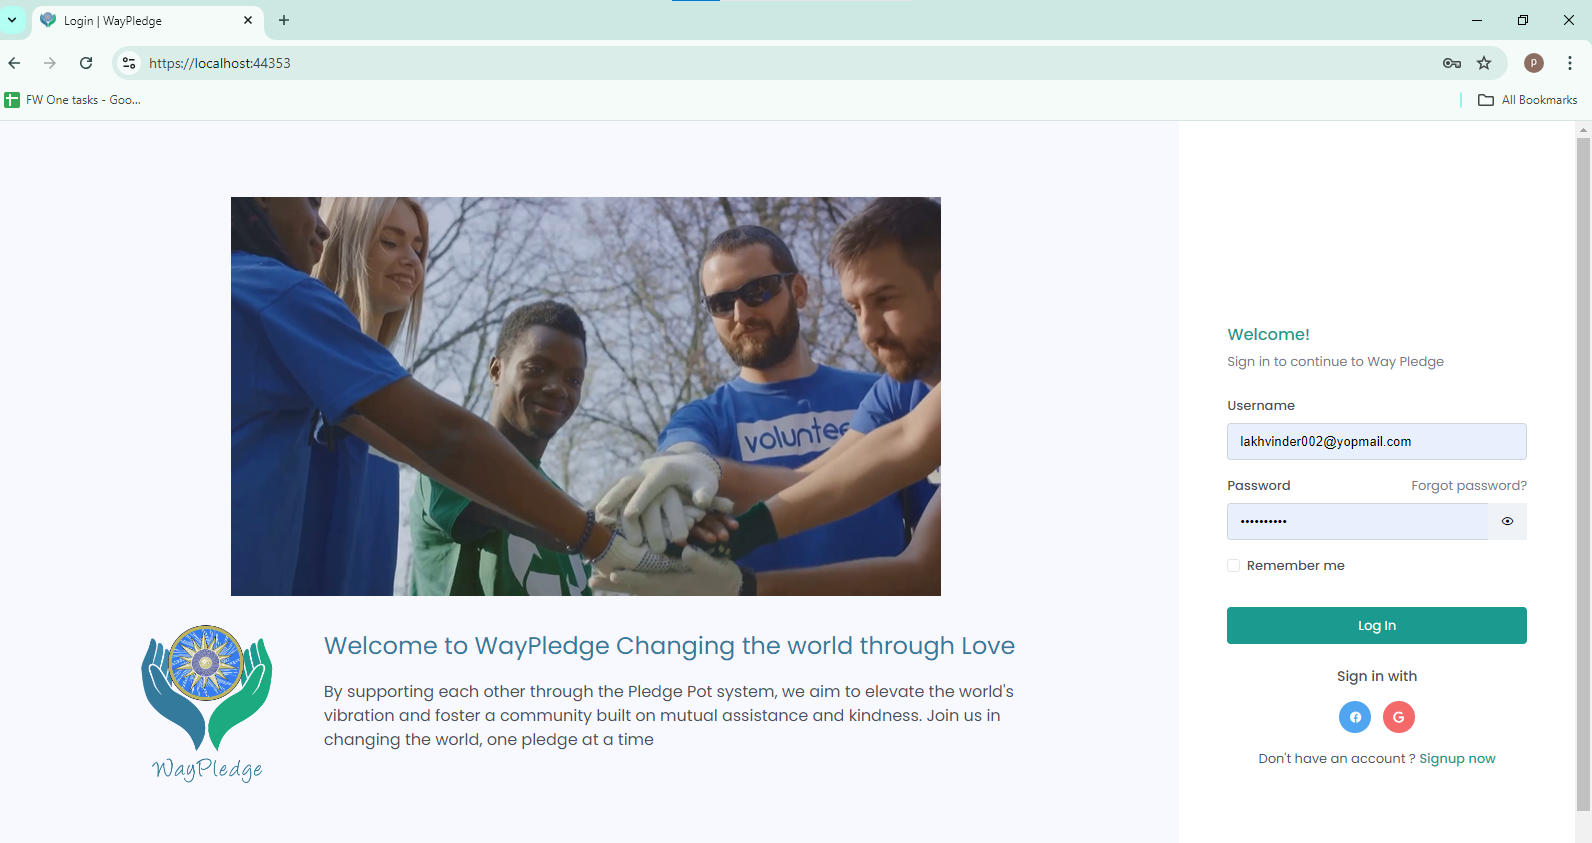 Login | WayPledge
https://localhost:44353
P
FW One tasks - Goo...
All Bookmarks
voluntee
Welcome!
Sign in to continue to Way Pledge
Username
lakhvinder002@yopmail.com
Password Forgot password?
••••••••••
Remember me
Log In
Sign in with
G
Don't have an account ? Signup now
Welcome to WayPledge Changing the world through Love
By supporting each other through the Pledge Pot system, we aim to elevate the world's
vibration and foster a community built on mutual assistance and kindness. Join us in
changing the world, one pledge at a time
WayPledge